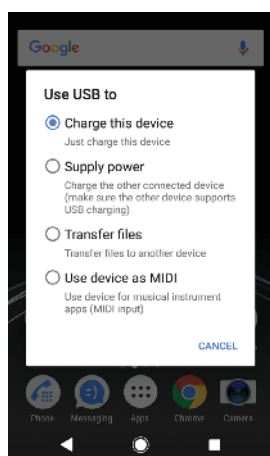 Google
Use USB to
Charge this device
Just charge this device
Supply power
Charge the other connected device
(make sure the other device supports
USB charging)
Transfer files
Transfer files to another device
Use device as MIDI
Use device for musical instrument
apps (MIDI input)
CANCEL
Phone Messaging Apps Chrome Camera